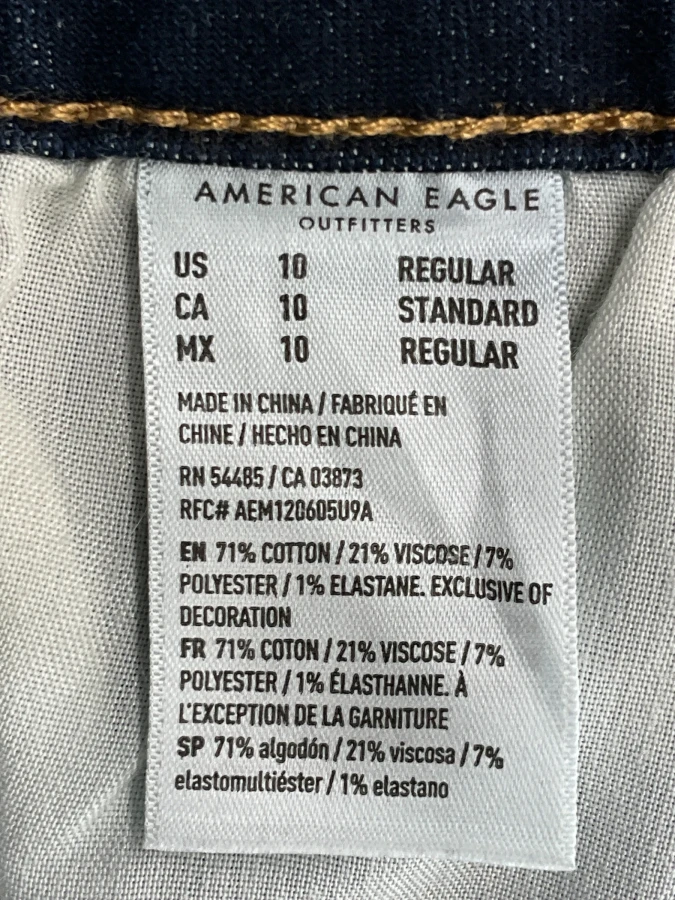 AMERICAN EAGLE
OUTFITTERS
US 10 REGULAR
CA 10 STANDARD
MX 10 REGULAR
MADE IN CHINA / FABRIQUÉ EN
CHINE / HECHO EN CHINA
RN 54485 / CA 03873
RFC# AEM120605U9A
EN 71% COTTON / 21% VISCOSE / 7%
POLYESTER / 1% ELASTANE. EXCLUSIVE OF
DECORATION
FR 71% COTON / 21% VISCOSE / 7%
POLYESTER / 1% ÉLASTHANNE. À
L'EXCEPTION DE LA GARNITURE
SP 71% algodón / 21% viscosa / 7%
elastomultiéster / 1% elastano